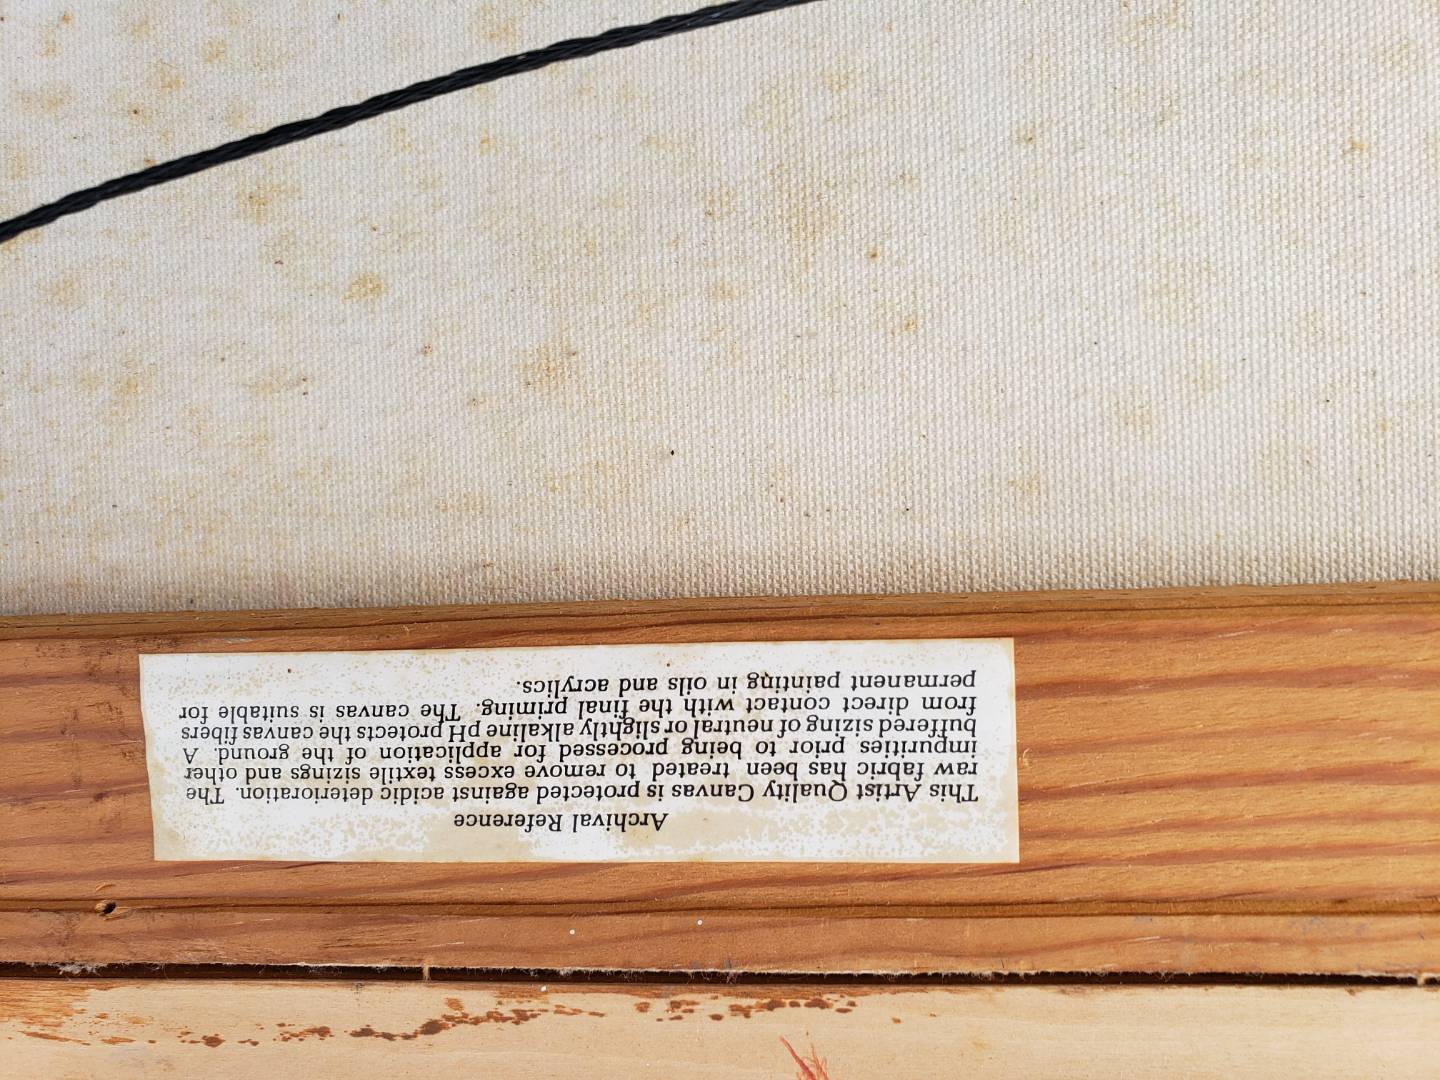 Archival Reference
This Artist Quality Canvas is protected against acidic deterioration. The
raw fabric has been treated to remove excess textile sizings and other
impurities prior to being processed for application of the ground. A
buffered sizing of neutral or slightly alkaline pH protects the canvas fibers
from direct contact with the final priming. The canvas is suitable for
permanent painting in oils and acrylics.